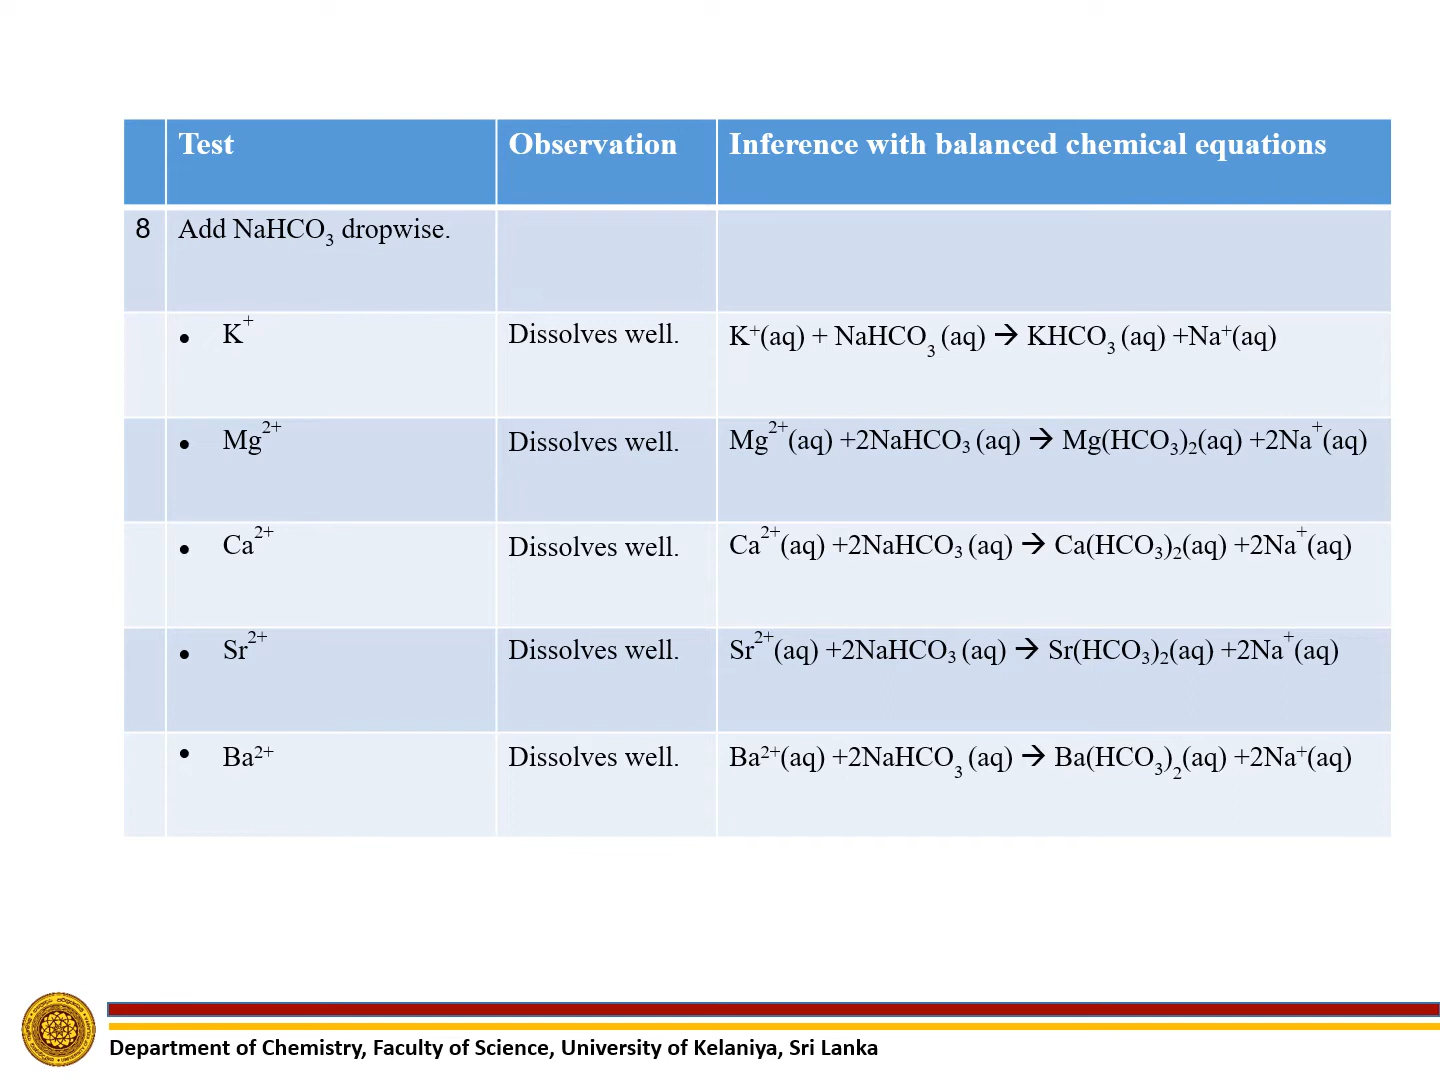 Test Observation Inference with balanced chemical equations
8 Add NaHCO₃ dropwise.
• K⁺ Dissolves well. K⁺(aq) + NaHCO₃ (aq) → KHCO₃ (aq) +Na⁺(aq)
• Mg²⁺ Dissolves well. Mg²⁺(aq) +2NaHCO₃ (aq) → Mg(HCO₃)₂(aq) +2Na⁺(aq)
• Ca²⁺ Dissolves well. Ca²⁺(aq) +2NaHCO₃ (aq) → Ca(HCO₃)₂(aq) +2Na⁺(aq)
• Sr²⁺ Dissolves well. Sr²⁺(aq) +2NaHCO₃ (aq) → Sr(HCO₃)₂(aq) +2Na⁺(aq)
• Ba²⁺ Dissolves well. Ba²⁺(aq) +2NaHCO₃ (aq) → Ba(HCO₃)₂(aq) +2Na⁺(aq)
Department of Chemistry, Faculty of Science, University of Kelaniya, Sri Lanka